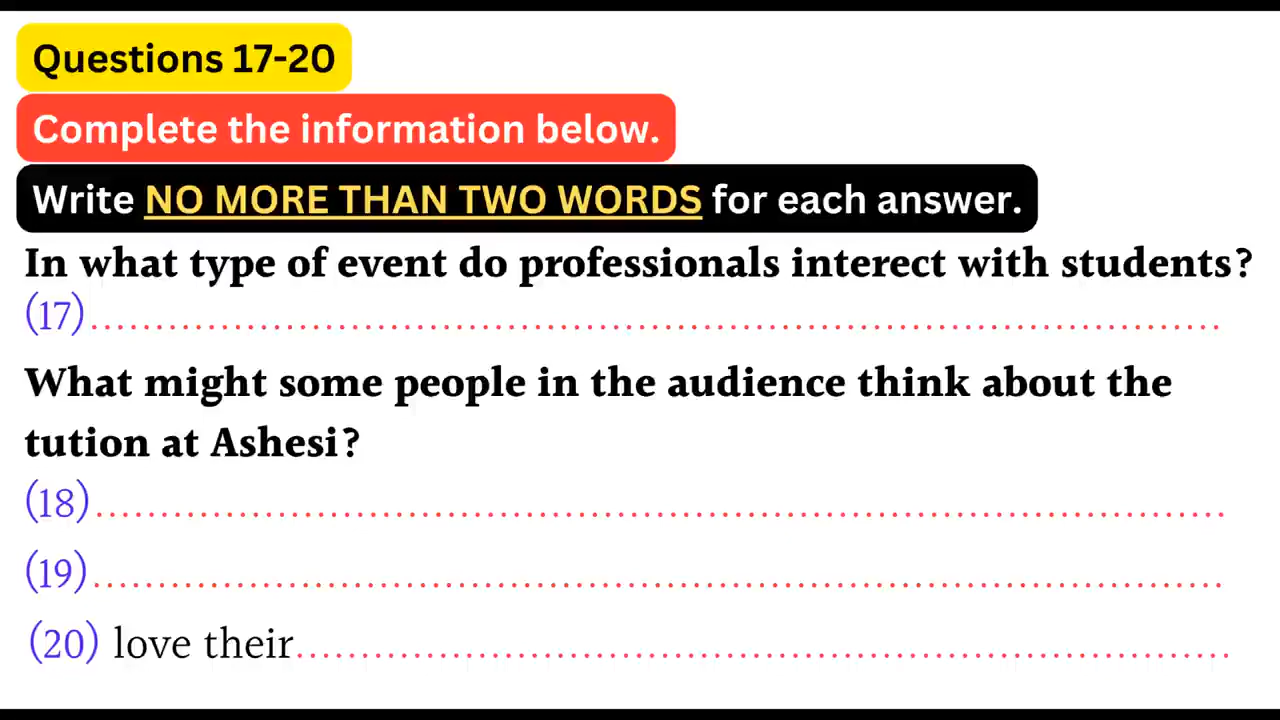 Questions 17-20
Complete the information below.
Write NO MORE THAN TWO WORDS for each answer.
In what type of event do professionals interect with students?
(17)........................................................................
What might some people in the audience think about the
tution at Ashesi?
(18)........................................................................
(19)........................................................................
(20) love their............................................................